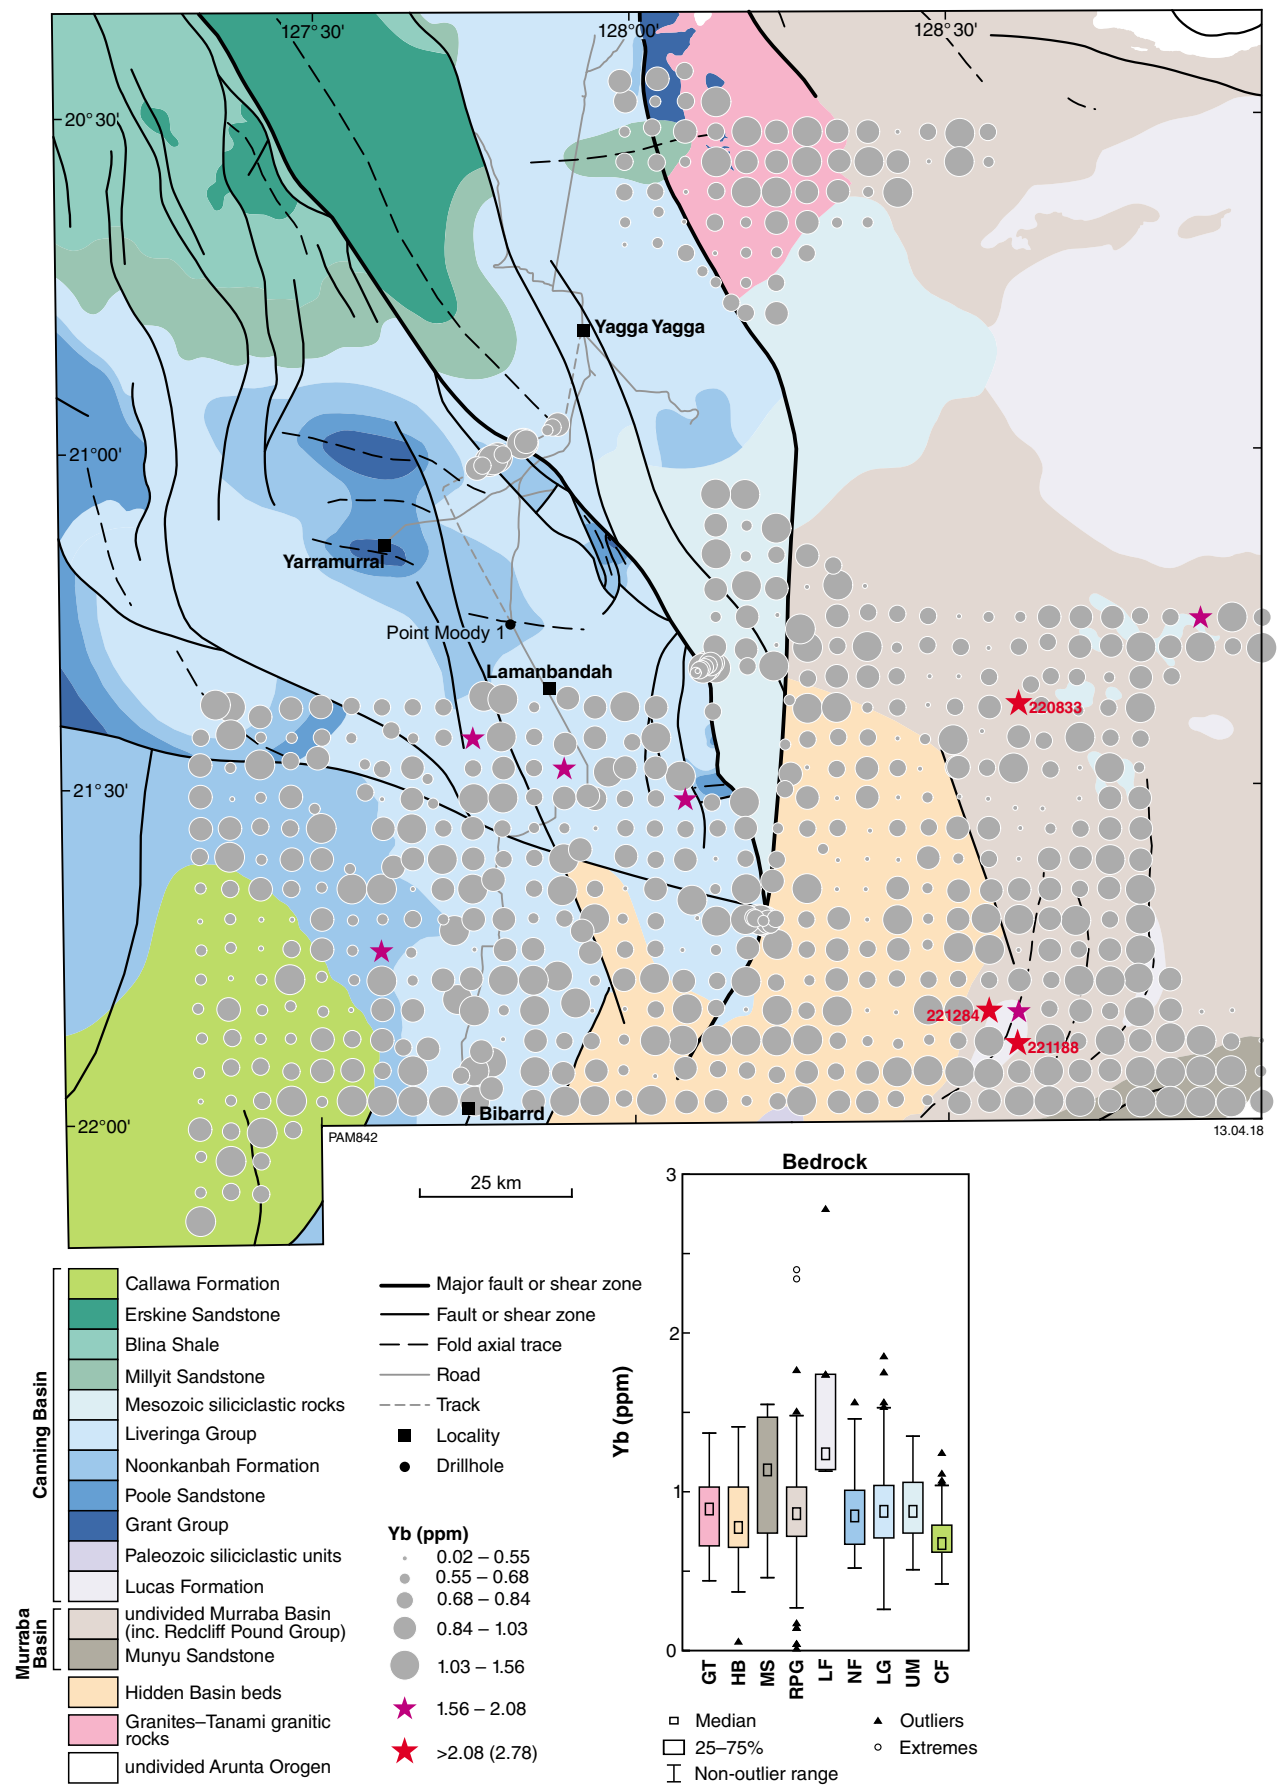 127°30'
128°00'
128°30'
20°30'
Yagga Yagga
21°00'
Yarramurral
Point Moody 1
Lamanbandah
220833
21°30'
221284
221188
Bibarrd
22°00'
PAM842
13.04.18
25 km
Canning Basin
Callawa Formation
Erskine Sandstone
Blina Shale
Millyit Sandstone
Mesozoic siliciclastic rocks
Liveringa Group
Noonkanbah Formation
Poole Sandstone
Grant Group
Paleozoic siliciclastic units
Lucas Formation
Murraba
Basin
undivided Murraba Basin
(inc. Redcliff Pound Group)
Munyu Sandstone
Hidden Basin beds
Granites–Tanami granitic
rocks
undivided Arunta Orogen
Major fault or shear zone
Fault or shear zone
Fold axial trace
Road
Track
Locality
Drillhole
Yb (ppm)
0.02 – 0.55
0.55 – 0.68
0.68 – 0.84
0.84 – 1.03
1.03 – 1.56
1.56 – 2.08
>2.08 (2.78)
Bedrock
3
2
1
0
Yb (ppm)
GT
HB
MS
RPG
LF
NF
LG
UM
CF
Median
25–75%
Non-outlier range
Outliers
Extremes